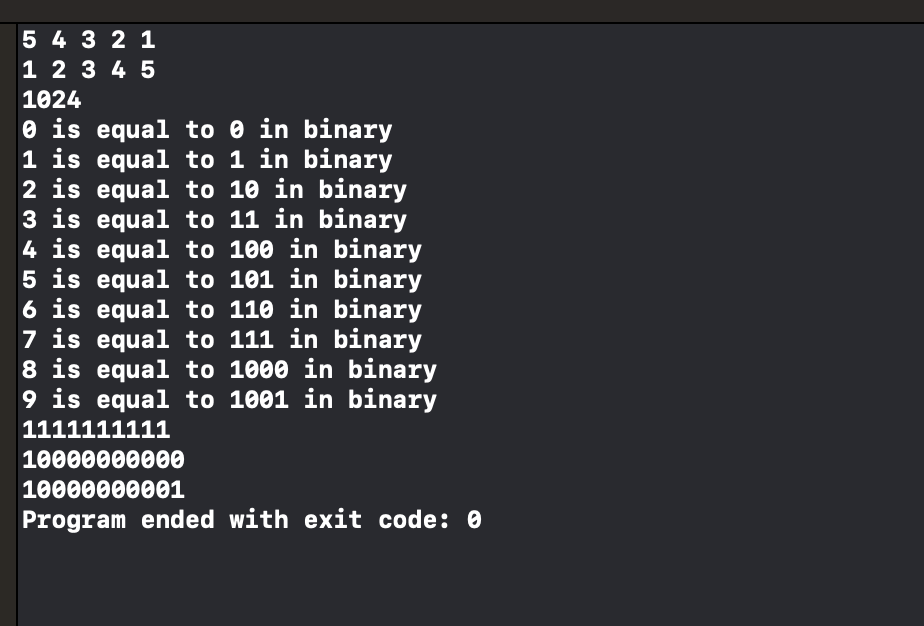 5 4 3 2 1
1 2 3 4 5
1024
0 is equal to 0 in binary
1 is equal to 1 in binary
2 is equal to 10 in binary
3 is equal to 11 in binary
4 is equal to 100 in binary
5 is equal to 101 in binary
6 is equal to 110 in binary
7 is equal to 111 in binary
8 is equal to 1000 in binary
9 is equal to 1001 in binary
1111111111
10000000000
10000000001
Program ended with exit code: 0